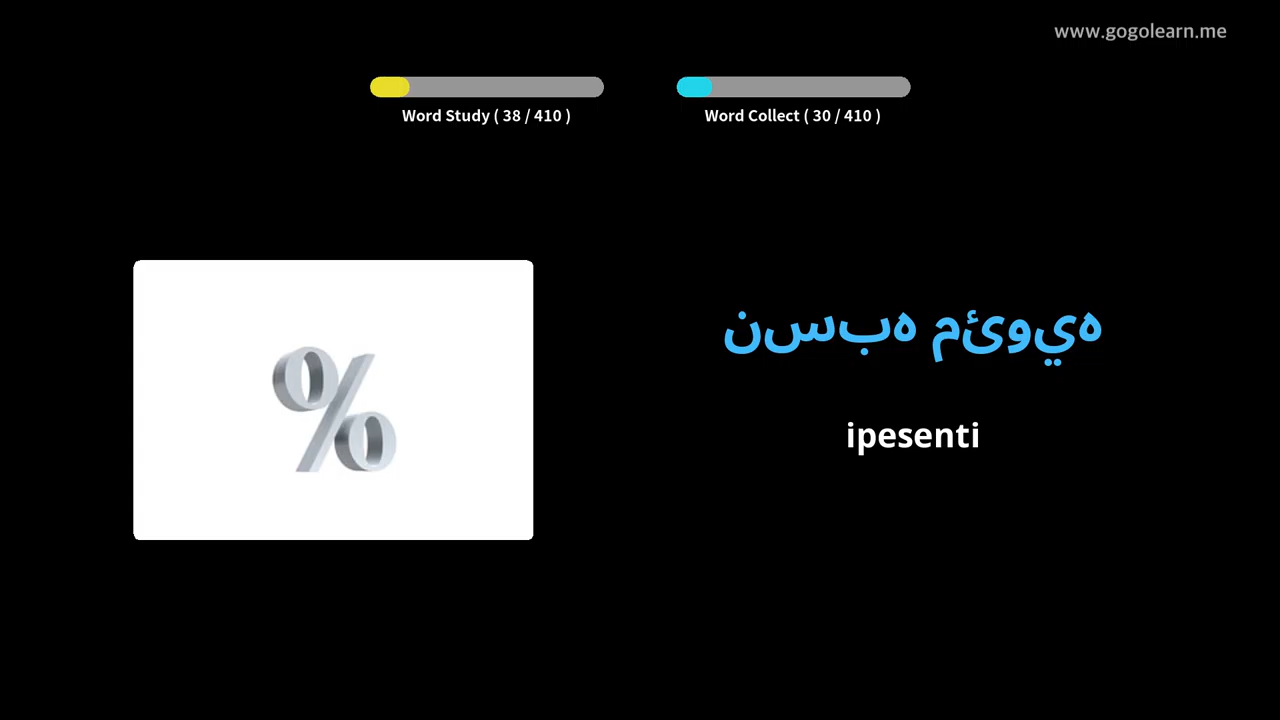 www.gogolearn.me
Word Study ( 38 / 410 )
Word Collect ( 30 / 410 )
%
نسبه مئويه
ipesenti